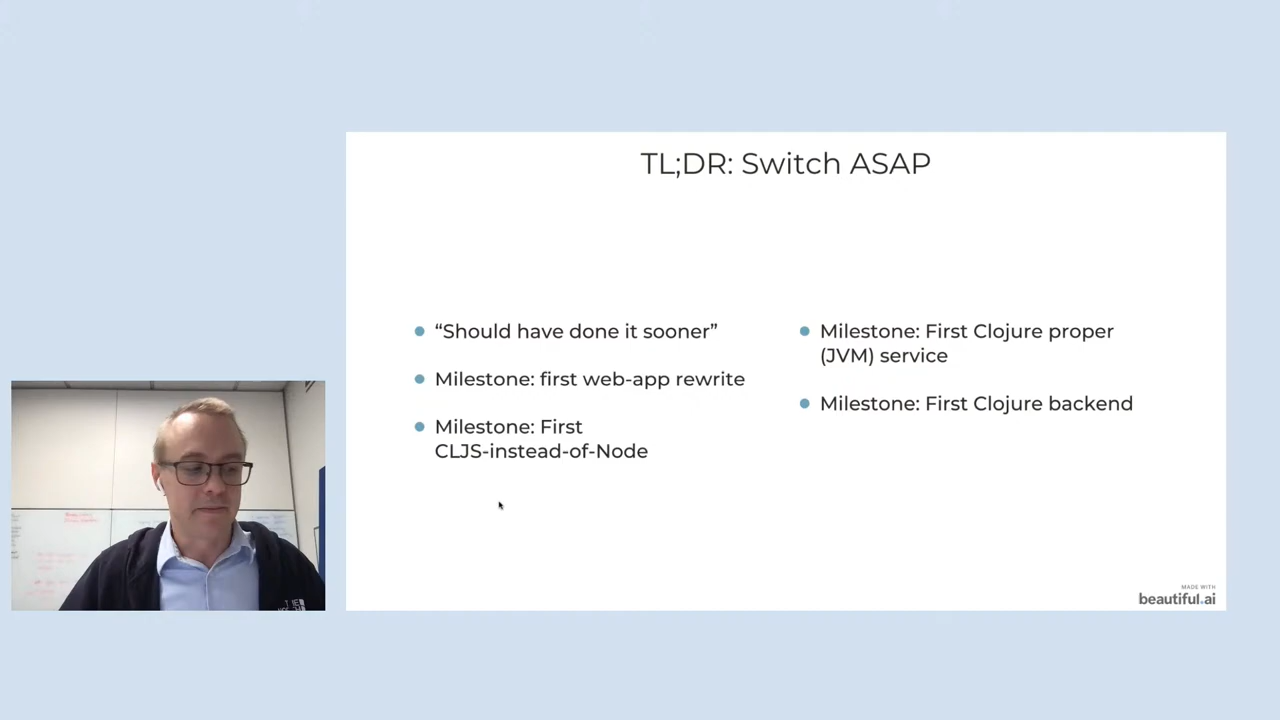 TL;DR: Switch ASAP
“Should have done it sooner”
Milestone: first web-app rewrite
Milestone: First
CLJS-instead-of-Node
Milestone: First Clojure proper
(JVM) service
Milestone: First Clojure backend
MADE WITH
beautiful.ai